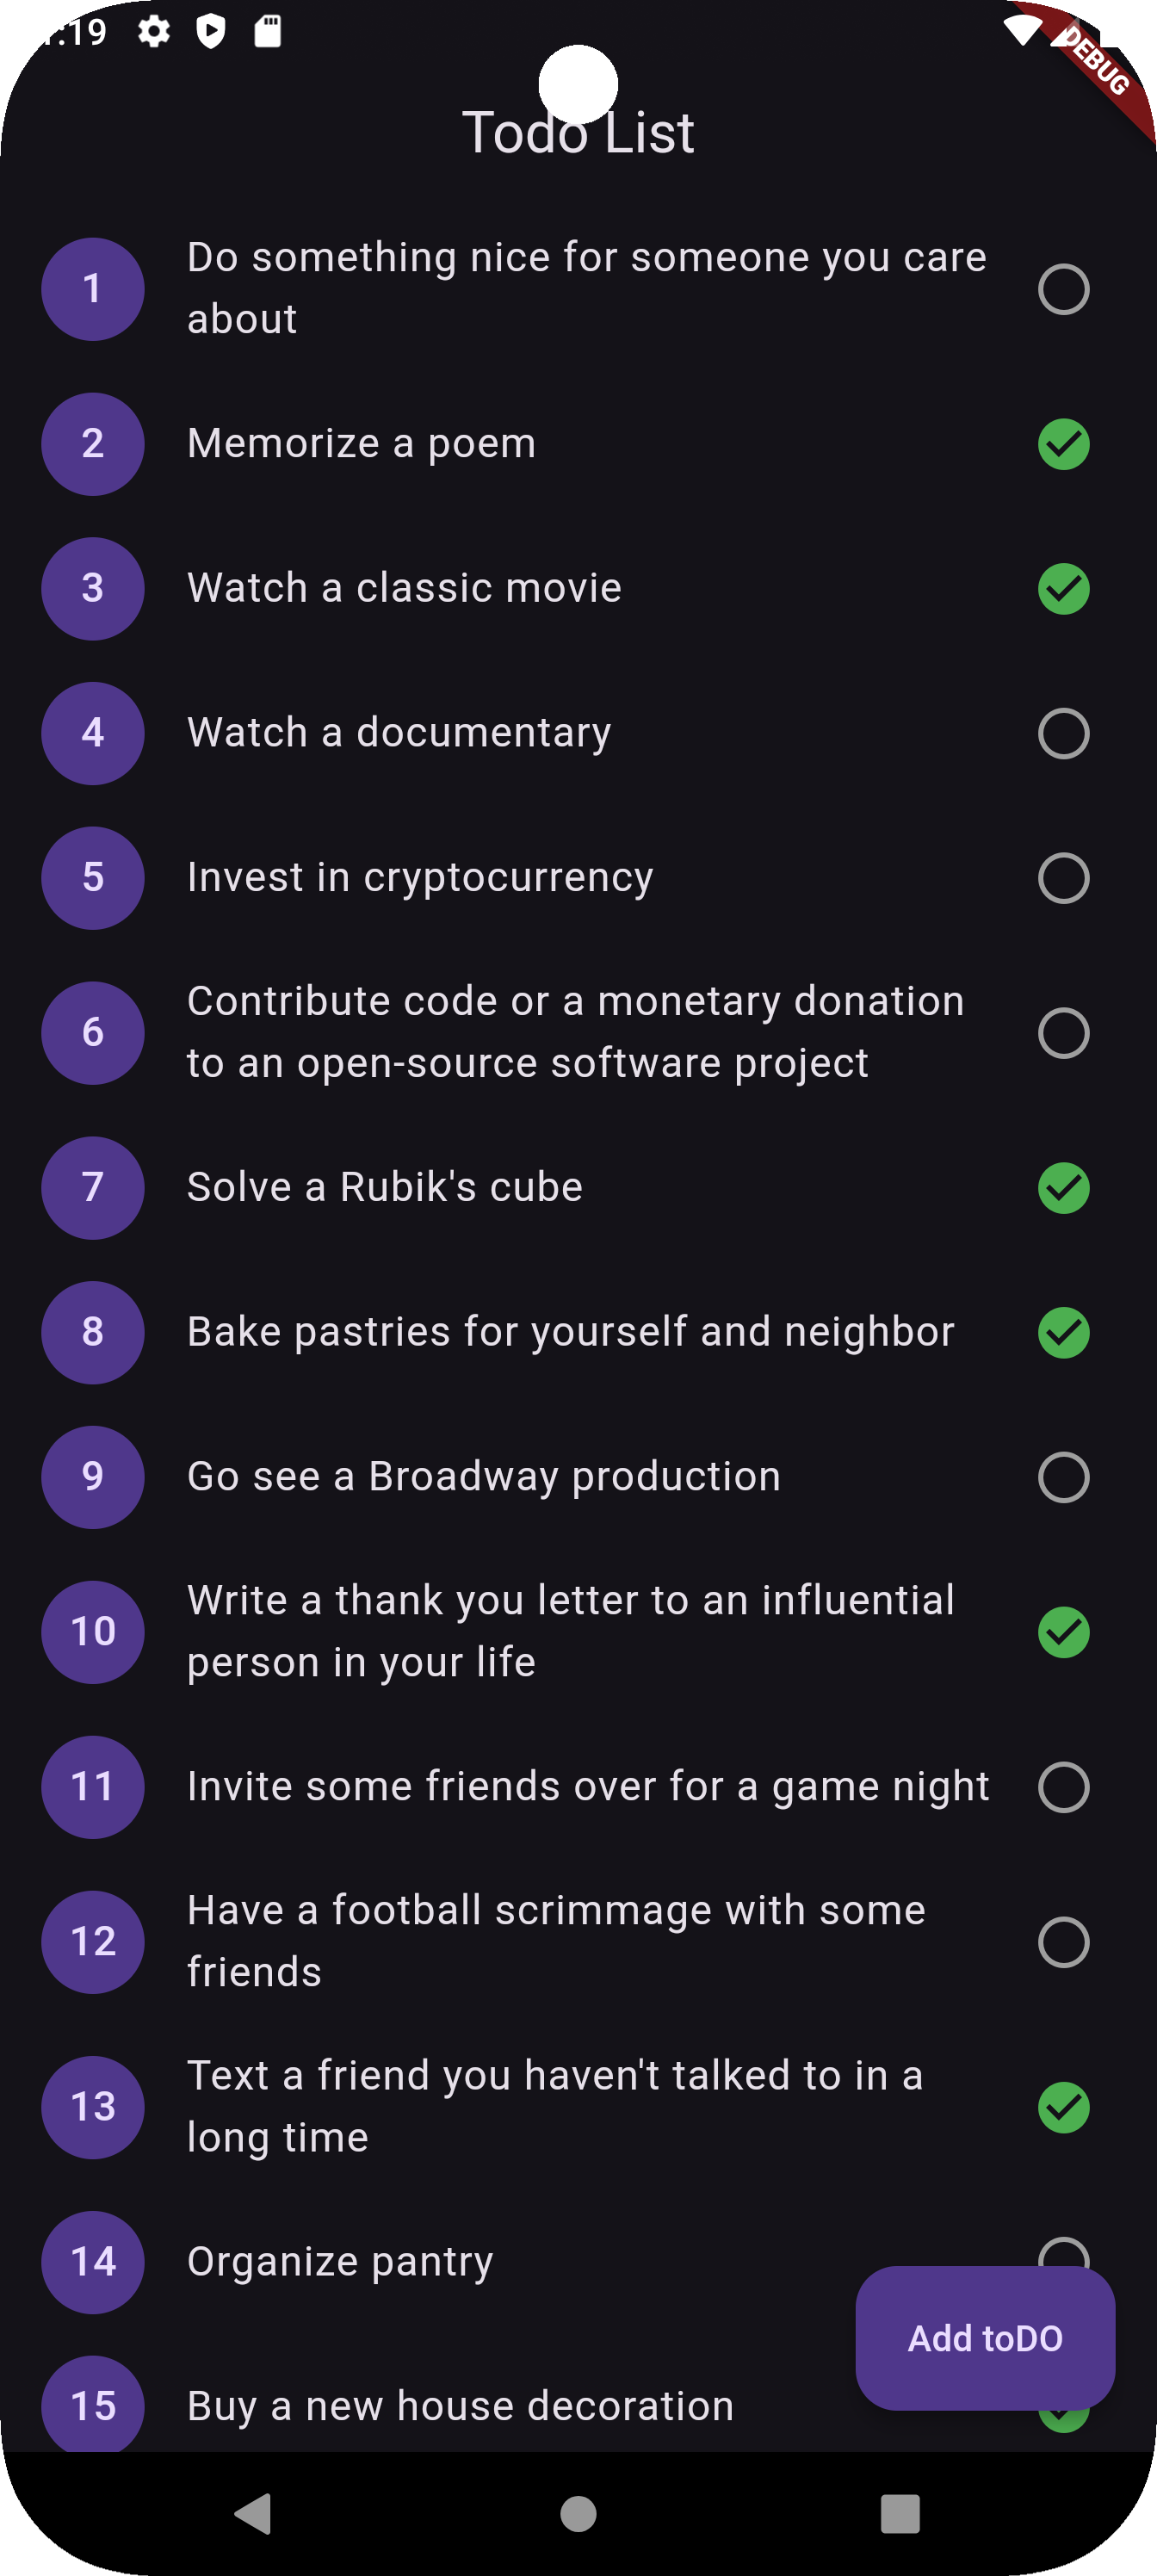 :19
DEBUG
Todo List
1
Do something nice for someone you care
about
2
Memorize a poem
3
Watch a classic movie
4
Watch a documentary
5
Invest in cryptocurrency
6
Contribute code or a monetary donation
to an open-source software project
7
Solve a Rubik's cube
8
Bake pastries for yourself and neighbor
9
Go see a Broadway production
10
Write a thank you letter to an influential
person in your life
11
Invite some friends over for a game night
12
Have a football scrimmage with some
friends
13
Text a friend you haven't talked to in a
long time
14
Organize pantry
Add toDO
15
Buy a new house decoration